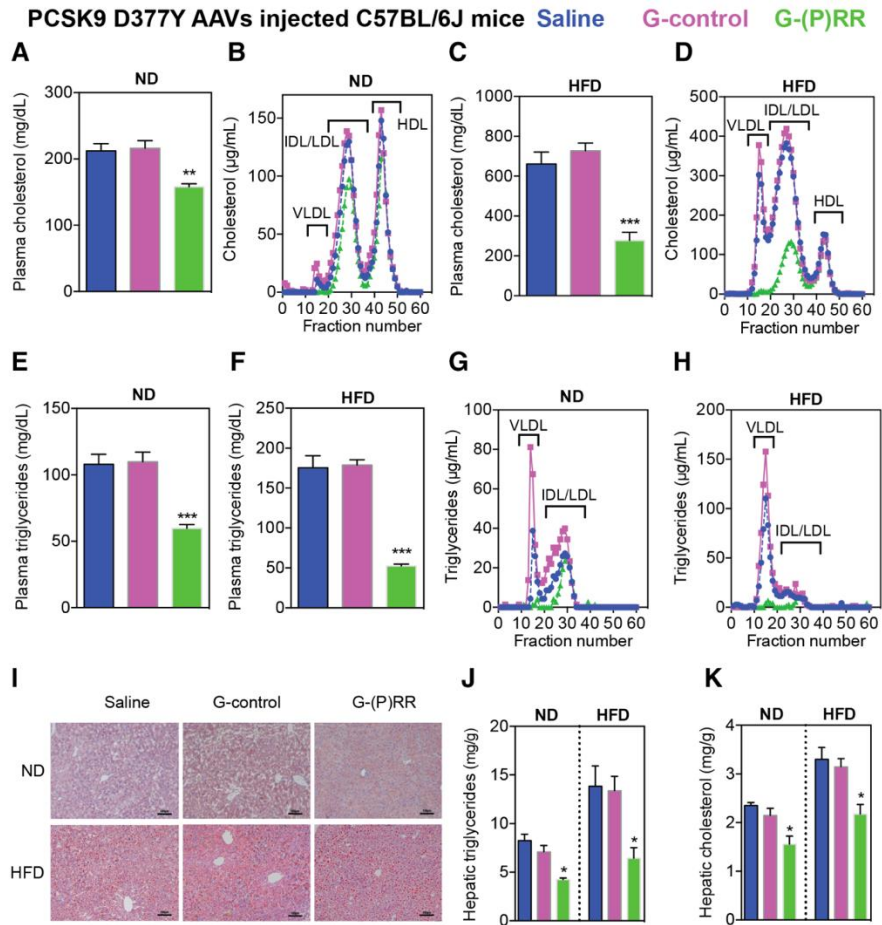 PCSK9 D377Y AAVs injected C57BL/6J mice Saline G-control G-(P)RR
A
ND
Plasma cholesterol (mg/dL)
300
200
100
0
**
B
ND
Cholesterol (µg/mL)
150
100
50
0
IDL/LDL
HDL
VLDL
0 10 20 30 40 50 60
Fraction number
C
HFD
Plasma cholesterol (mg/dL)
1000
800
600
400
200
0
***
D
HFD
Cholesterol (µg/mL)
500
400
300
200
100
0
VLDL
IDL/LDL
HDL
0 10 20 30 40 50 60
Fraction number
E
ND
Plasma triglycerides (mg/dL)
150
100
50
0
***
F
HFD
Plasma triglycerides (mg/dL)
250
200
150
100
50
0
***
G
ND
Triglycerides (µg/mL)
80
60
40
20
0
VLDL
IDL/LDL
0 10 20 30 40 50 60
Fraction number
H
HFD
Triglycerides (µg/mL)
200
150
100
50
0
VLDL
IDL/LDL
0 10 20 30 40 50 60
Fraction number
I
Saline G-control G-(P)RR
ND
HFD
J
ND HFD
Hepatic triglycerides (mg/g)
20
15
10
5
0
*
*
K
ND HFD
Hepatic cholesterol (mg/g)
4
3
2
1
0
*
*